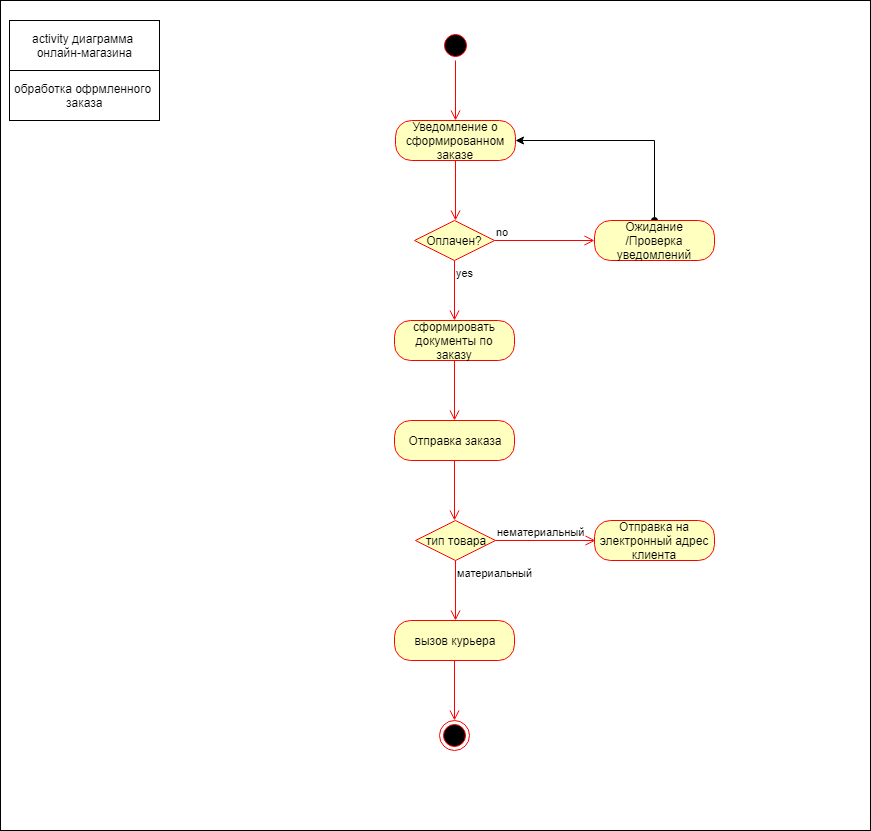 activity диаграмма
онлайн-магазина
обработка офрмленного
заказа
Уведомление о
сформированном
заказе
Оплачен?
no
Ожидание
/Проверка
уведомлений
yes
сформировать
документы по
заказу
Отправка заказа
тип товара
нематериальный
Отправка на
электронный адрес
клиента
материальный
вызов курьера